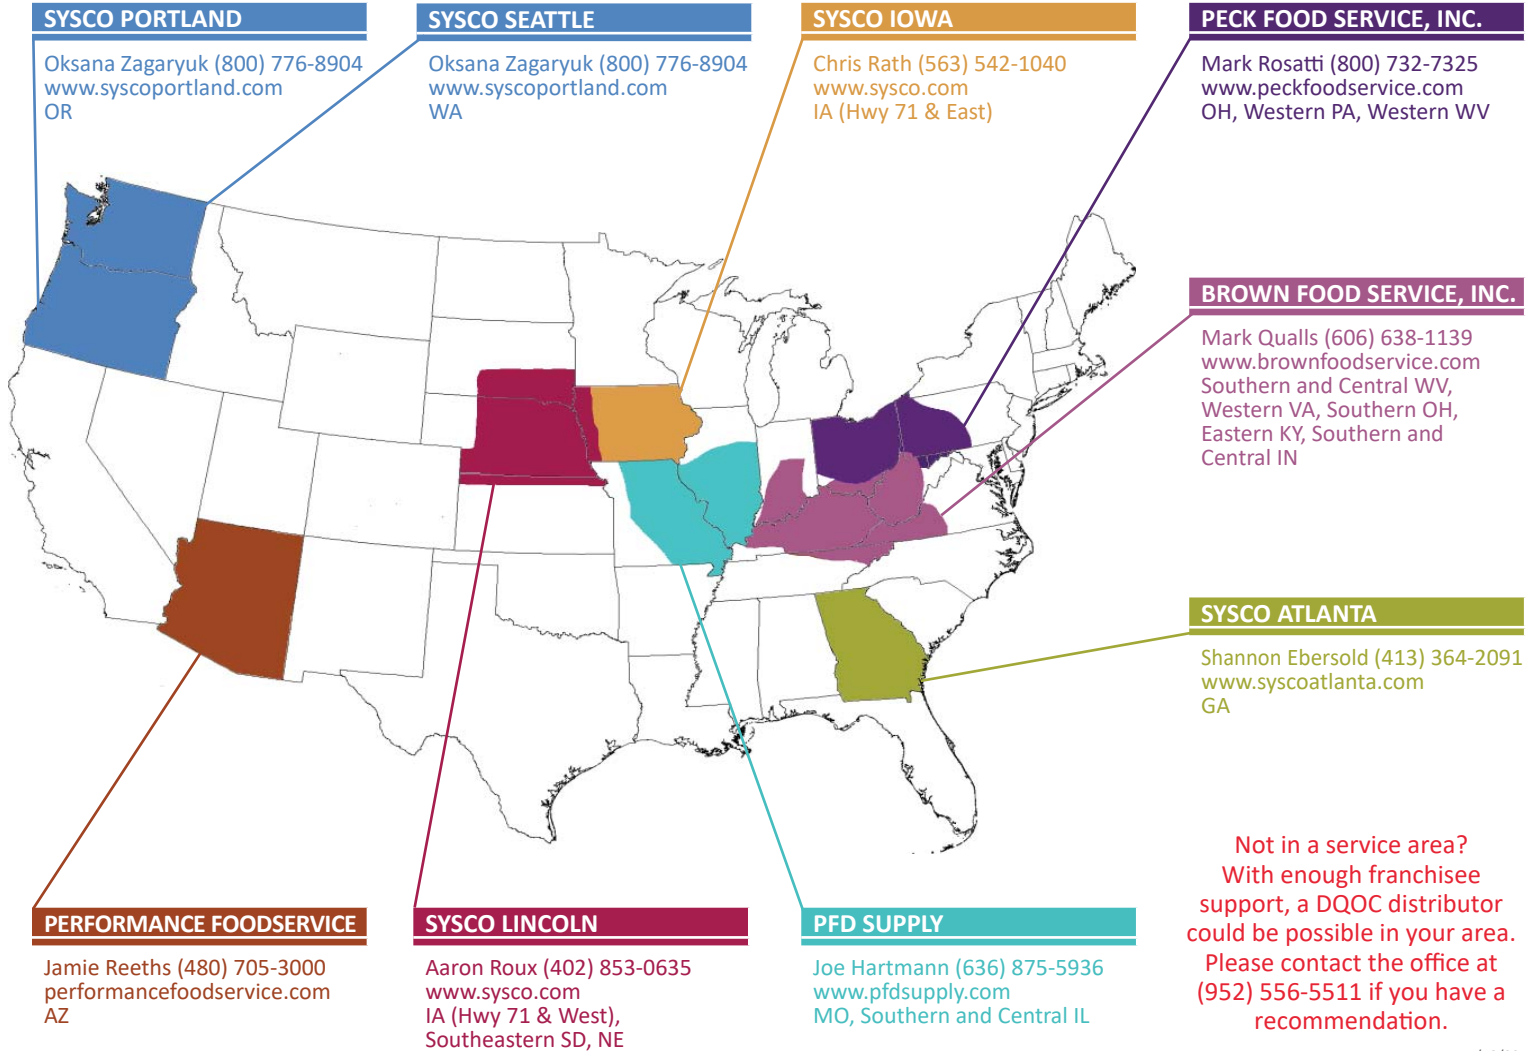 SYSCO PORTLAND
Oksana Zagaryuk (800) 776-8904
www.syscoportland.com
OR
SYSCO SEATTLE
Oksana Zagaryuk (800) 776-8904
www.syscoportland.com
WA
SYSCO IOWA
Chris Rath (563) 542-1040
www.sysco.com
IA (Hwy 71 & East)
PECK FOOD SERVICE, INC.
Mark Rosatti (800) 732-7325
www.peckfoodservice.com
OH, Western PA, Western WV
BROWN FOOD SERVICE, INC.
Mark Qualls (606) 638-1139
www.brownfoodservice.com
Southern and Central WV,
Western VA, Southern OH,
Eastern KY, Southern and
Central IN
SYSCO ATLANTA
Shannon Ebersold (413) 364-2091
www.syscoatlanta.com
GA
PERFORMANCE FOODSERVICE
Jamie Reeths (480) 705-3000
performancefoodservice.com
AZ
SYSCO LINCOLN
Aaron Roux (402) 853-0635
www.sysco.com
IA (Hwy 71 & West),
Southeastern SD, NE
PFD SUPPLY
Joe Hartmann (636) 875-5936
www.pfdsupply.com
MO, Southern and Central IL
Not in a service area?
With enough franchisee
support, a DQOC distributor
could be possible in your area.
Please contact the office at
(952) 556-5511 if you have a
recommendation.